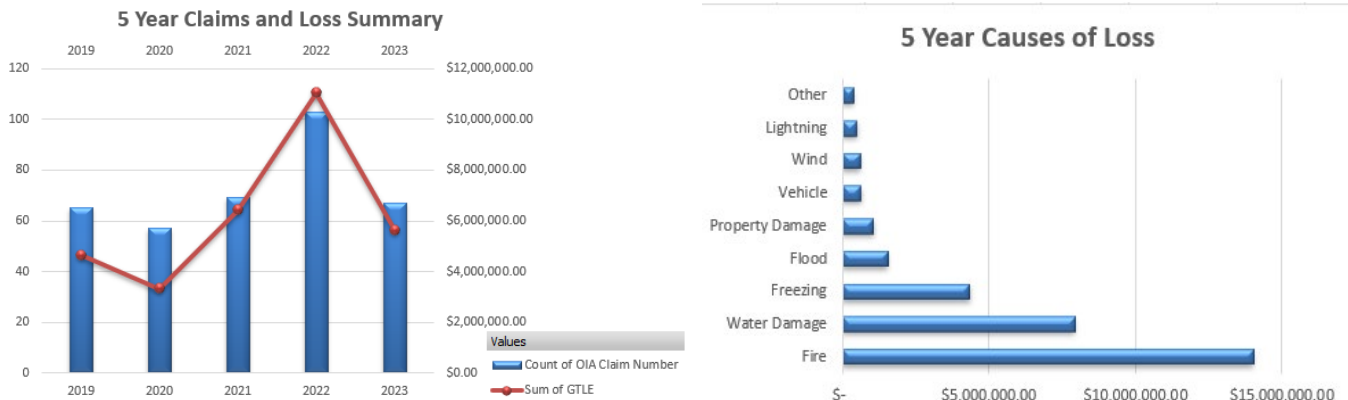 5 Year Claims and Loss Summary
2019 2020 2021 2022 2023
120 $12,000,000.00
100 $10,000,000.00
80 $8,000,000.00
60 $6,000,000.00
40 $4,000,000.00
20 $2,000,000.00
0 $0.00
2019 2020 2021 2022 2023
Values
Count of OIA Claim Number
Sum of GTLE
5 Year Causes of Loss
Other
Lightning
Wind
Vehicle
Property Damage
Flood
Freezing
Water Damage
Fire
$- $5,000,000.00 $10,000,000.00 $15,000,000.00